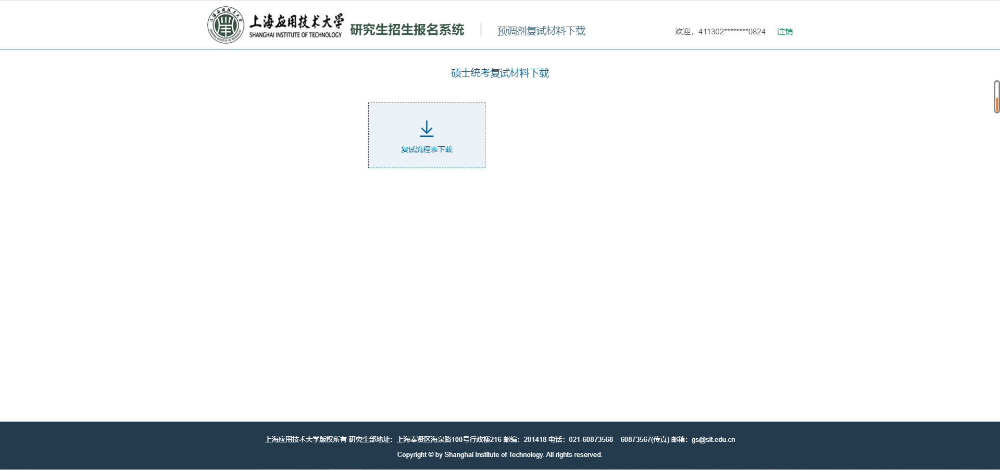 上海应用技术大学
SHANGHAI INSTITUTE OF TECHNOLOGY
研究生招生报名系统
预调剂复试材料下载
欢迎，411302********0824 注销
硕士统考复试材料下载
复试流程表下载
上海应用技术大学版权所有 研究生部地址：上海奉贤区海泉路100号行政楼216 邮编：201418 电话：021-60873568 60873567(传真) 邮箱：gs@sit.edu.cn
Copyright © by Shanghai Institute of Technology. All rights reserved.